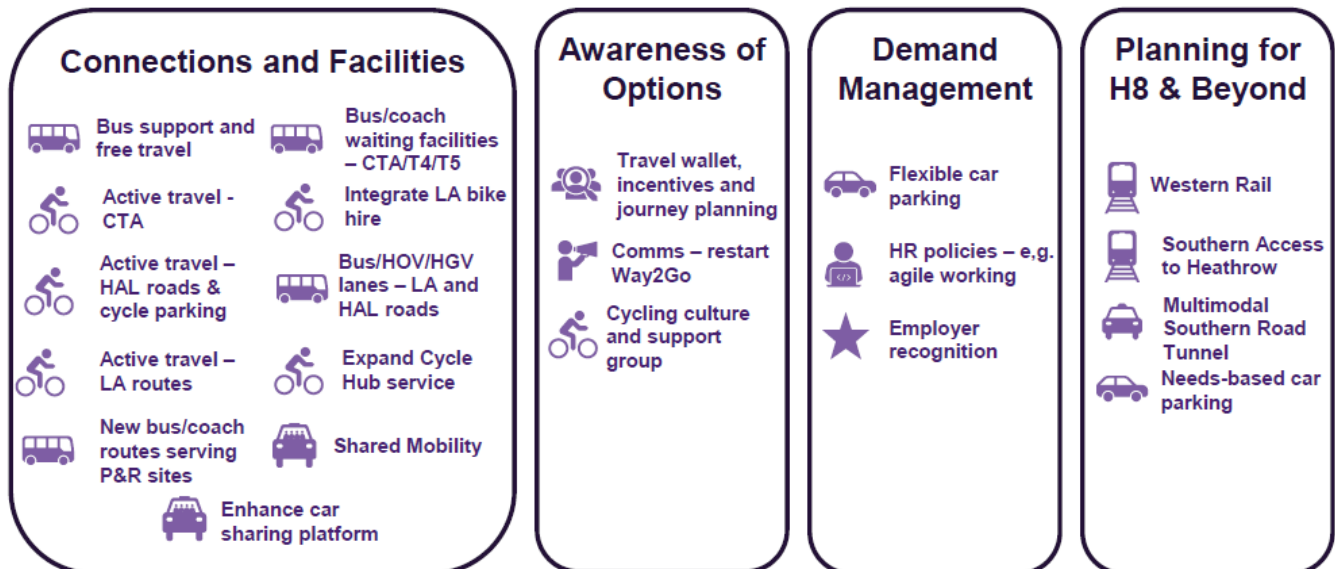 Connections and Facilities
Bus support and
free travel
Bus/coach
waiting facilities
– CTA/T4/T5
Active travel -
CTA
Integrate LA bike
hire
Active travel –
HAL roads &
cycle parking
Bus/HOV/HGV
lanes – LA and
HAL roads
Active travel –
LA routes
Expand Cycle
Hub service
New bus/coach
routes serving
P&R sites
Shared Mobility
Enhance car
sharing platform
Awareness of
Options
Travel wallet,
incentives and
journey planning
Comms – restart
Way2Go
Cycling culture
and support
group
Demand
Management
Flexible car
parking
HR policies – e,g.
agile working
Employer
recognition
Planning for
H8 & Beyond
Western Rail
Southern Access
to Heathrow
Multimodal
Southern Road
Tunnel
Needs-based car
parking